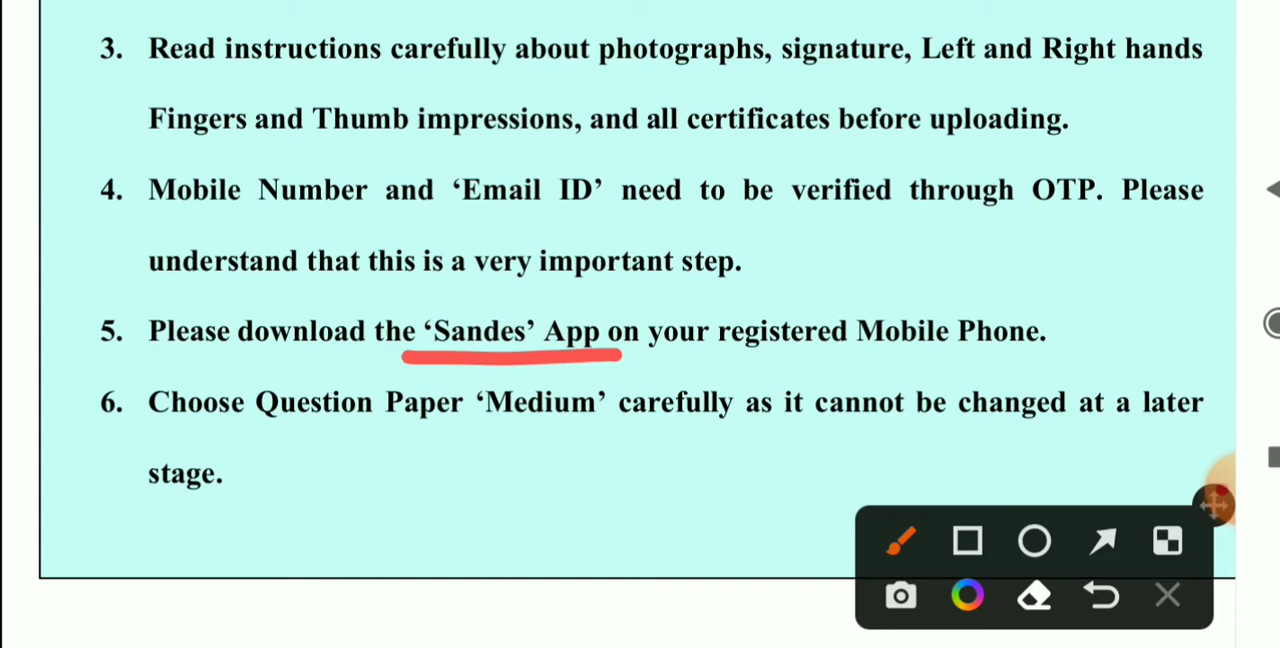 3. Read instructions carefully about photographs, signature, Left and Right hands
Fingers and Thumb impressions, and all certificates before uploading.
4. Mobile Number and ‘Email ID’ need to be verified through OTP. Please
understand that this is a very important step.
5. Please download the ‘Sandes’ App on your registered Mobile Phone.
6. Choose Question Paper ‘Medium’ carefully as it cannot be changed at a later
stage.